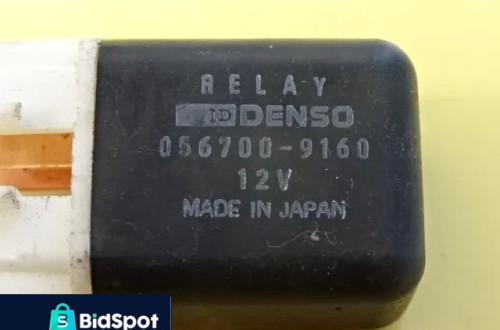 RELAY
DENSO
056700-9160
12V
MADE IN JAPAN
S
BidSpot